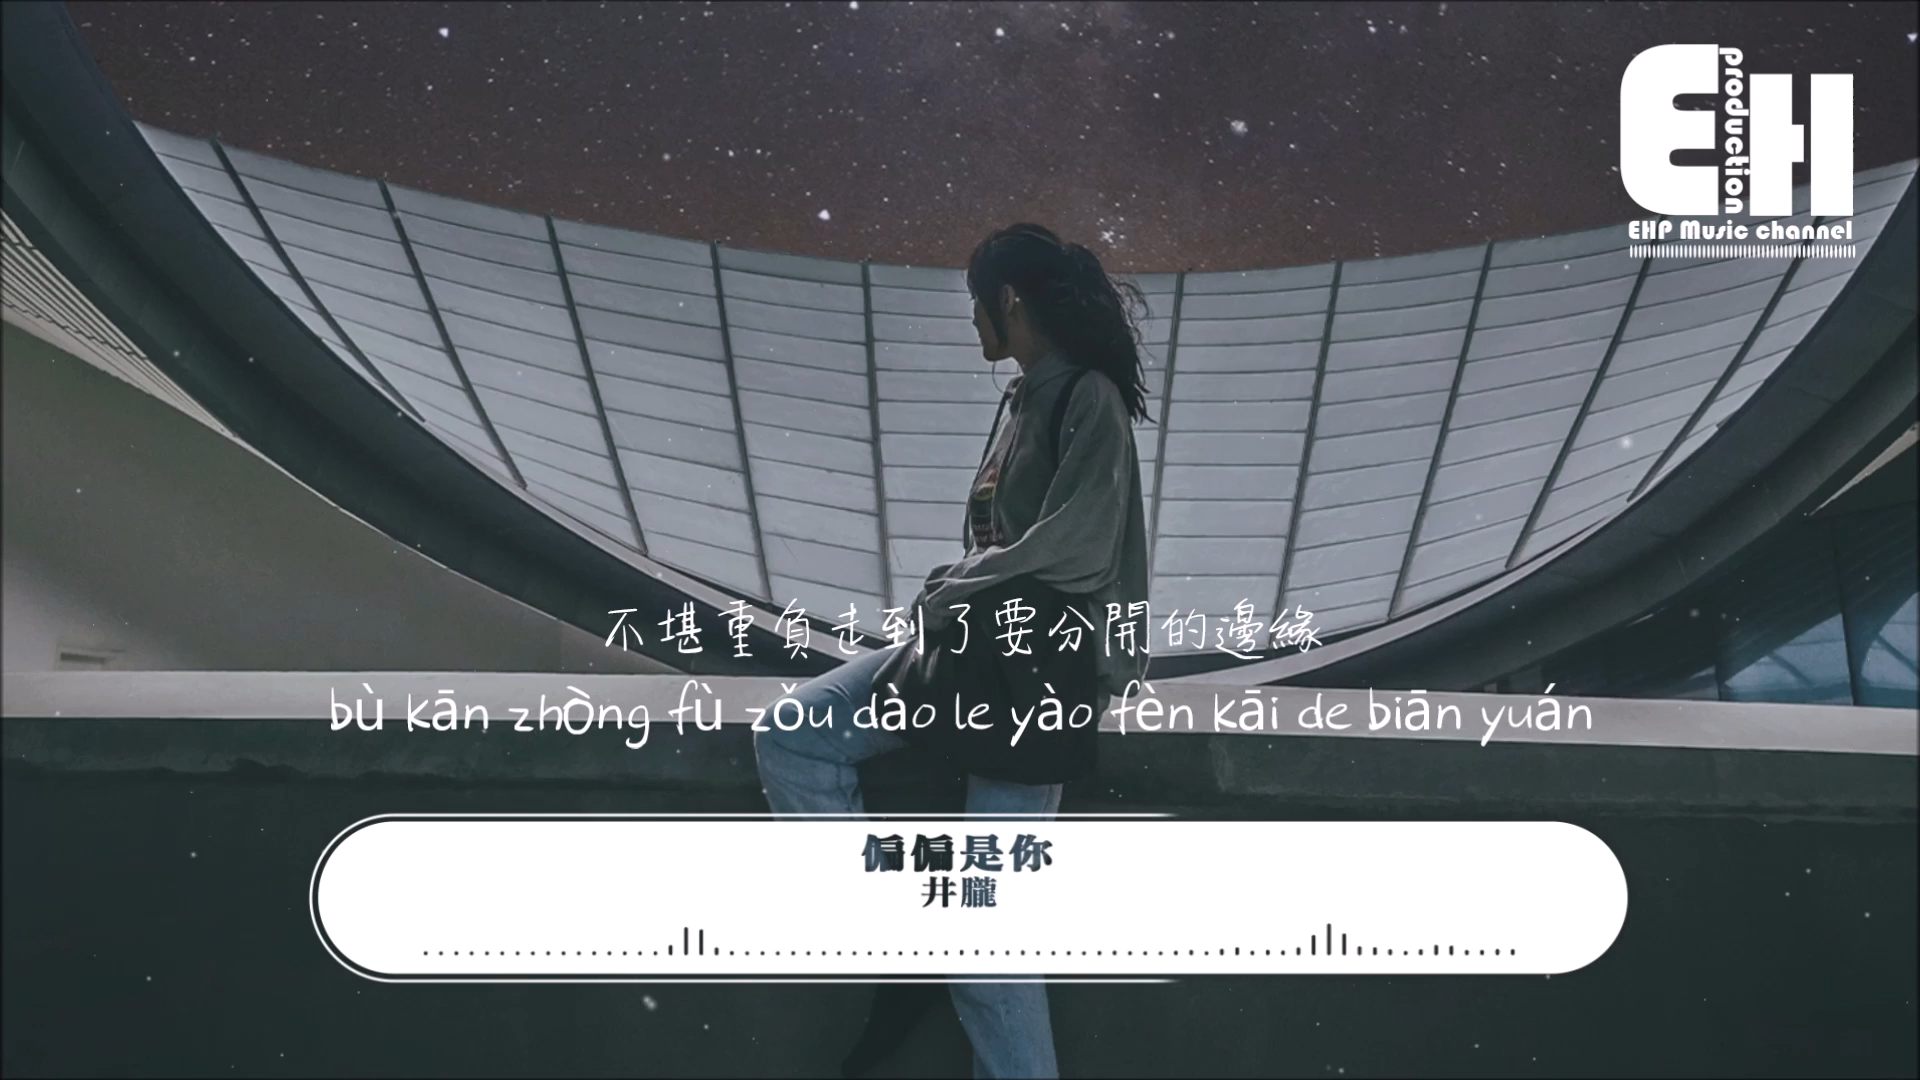 EH
production
EHP Music channel
不堪重負走到了要分開的邊緣
bù kān zhòng fù zǒu dào le yào fèn kāi de biān yuán
偏偏是你
井朧